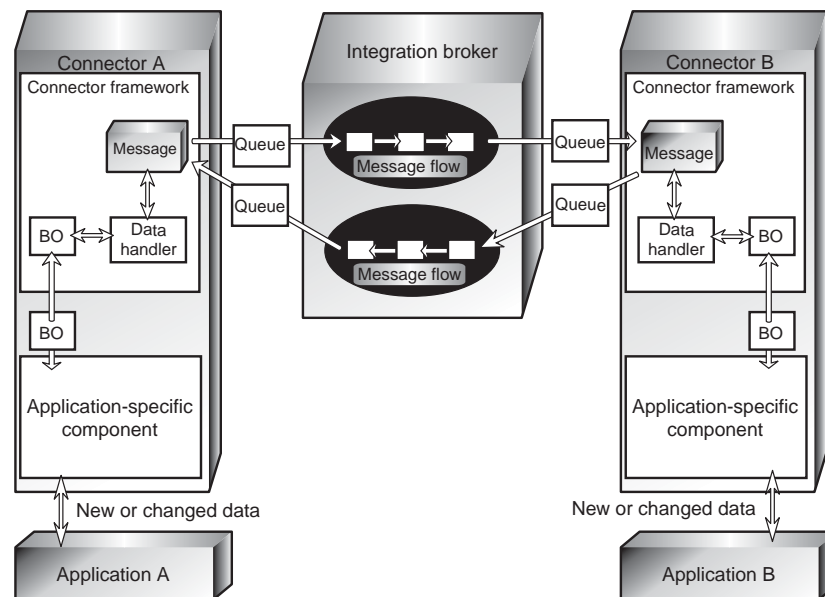 Connector A
Connector framework
Message
BO
Data
handler
BO
Application-specific
component
New or changed data
Application A
Queue
Queue
Integration broker
Message flow
Message flow
Queue
Queue
Connector B
Connector framework
Message
Data
handler
BO
BO
Application-specific
component
New or changed data
Application B